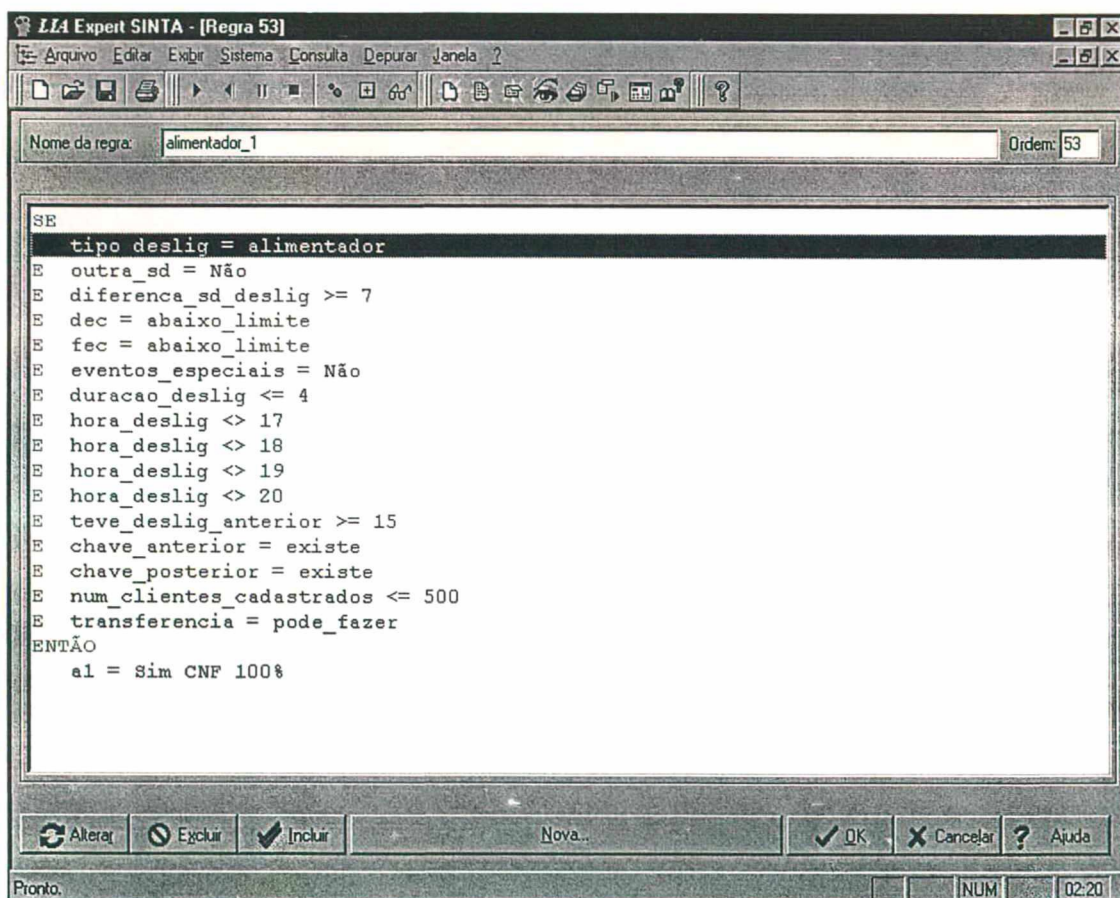 LIA Expert SINTA - [Regra 53]
Arquivo Editar Exibir Sistema Consulta Depurar Janela ?
Nome da regra: alimentador_1 Ordem: 53
SE
tipo deslig = alimentador
E outra_sd = Não
E diferenca_sd_deslig >= 7
E dec = abaixo_limite
E fec = abaixo_limite
E eventos_especiais = Não
E duracao_deslig <= 4
E hora_deslig <> 17
E hora_deslig <> 18
E hora_deslig <> 19
E hora_deslig <> 20
E teve_deslig_anterior >= 15
E chave_anterior = existe
E chave_posterior = existe
E num_clientes_cadastrados <= 500
E transferencia = pode_fazer
ENTÃO
a1 = Sim CNF 100%
Alterar Excluir Incluir Nova... OK Cancelar ? Ajuda
Pronto. NUM 02:20